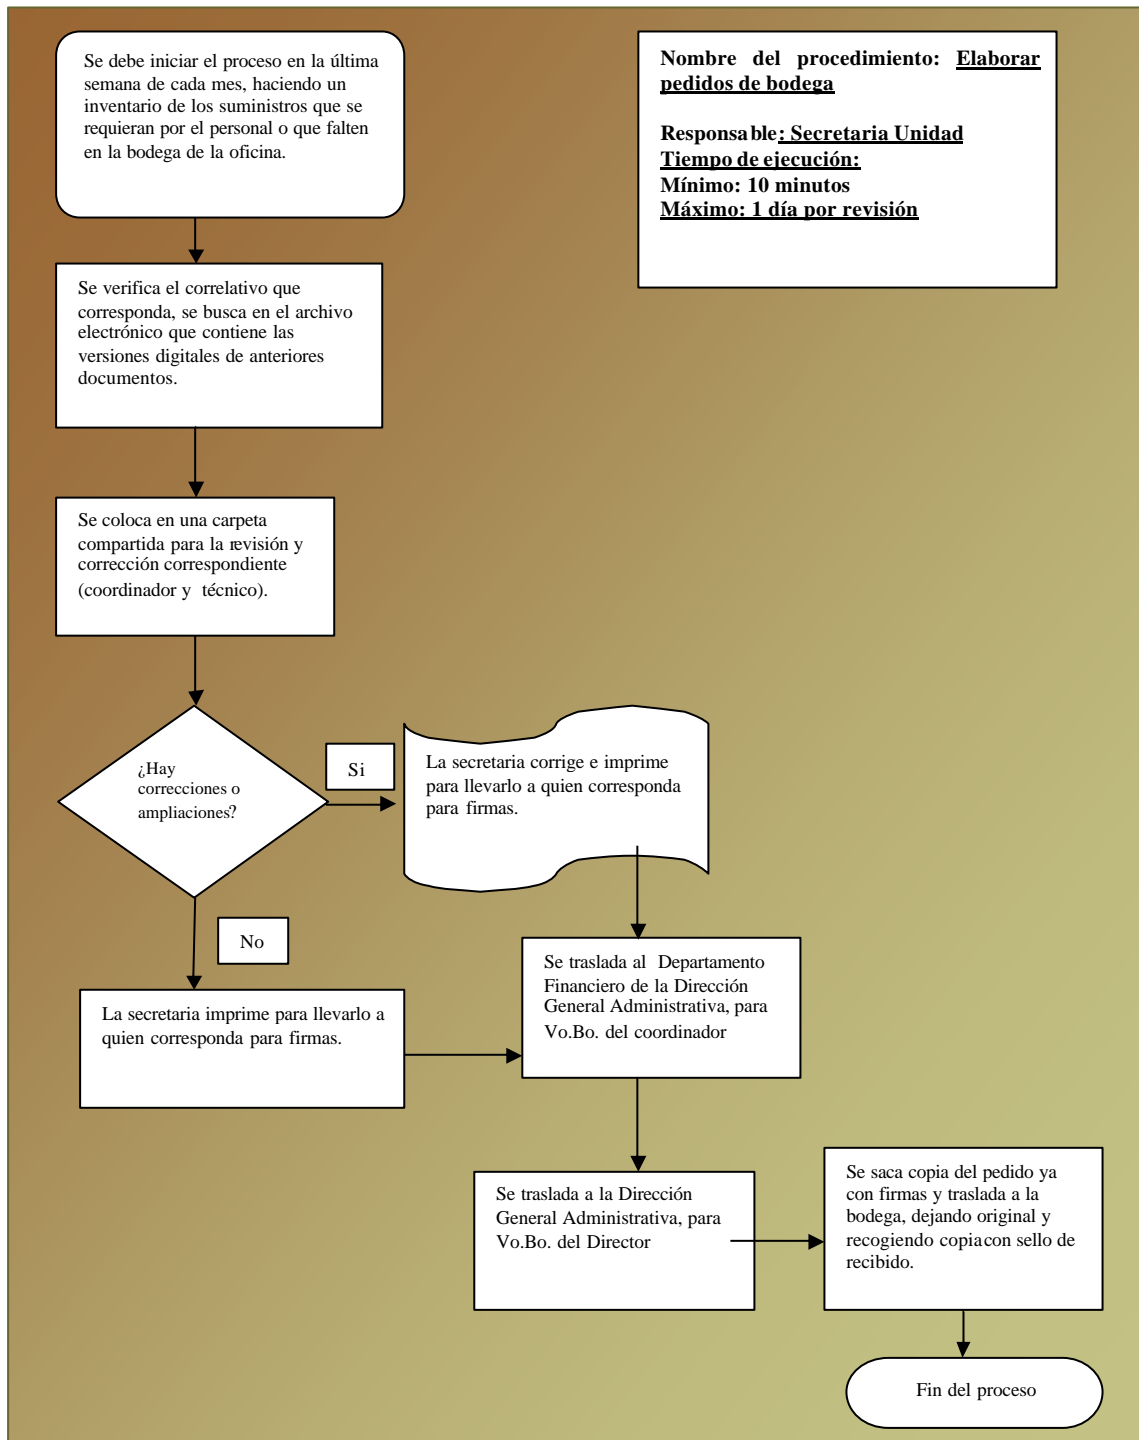 Se debe iniciar el proceso en la última
semana de cada mes, haciendo un
inventario de los suministros que se
requieran por el personal o que falten
en la bodega de la oficina.
Nombre del procedimiento: Elaborar
pedidos de bodega
Responsable: Secretaria Unidad
Tiempo de ejecución:
Mínimo: 10 minutos
Máximo: 1 día por revisión
Se verifica el correlativo que
corresponda, se busca en el archivo
electrónico que contiene las
versiones digitales de anteriores
documentos.
Se coloca en una carpeta
compartida para la revisión y
corrección correspondiente
(coordinador y técnico).
¿Hay
correcciones o
ampliaciones?
Si
La secretaria corrige e imprime
para llevarlo a quien corresponda
para firmas.
No
La secretaria imprime para llevarlo a
quien corresponda para firmas.
Se traslada al Departamento
Financiero de la Dirección
General Administrativa, para
Vo.Bo. del coordinador
Se traslada a la Dirección
General Administrativa, para
Vo.Bo. del Director
Se saca copia del pedido ya
con firmas y traslada a la
bodega, dejando original y
recogiendo copia con sello de
recibido.
Fin del proceso